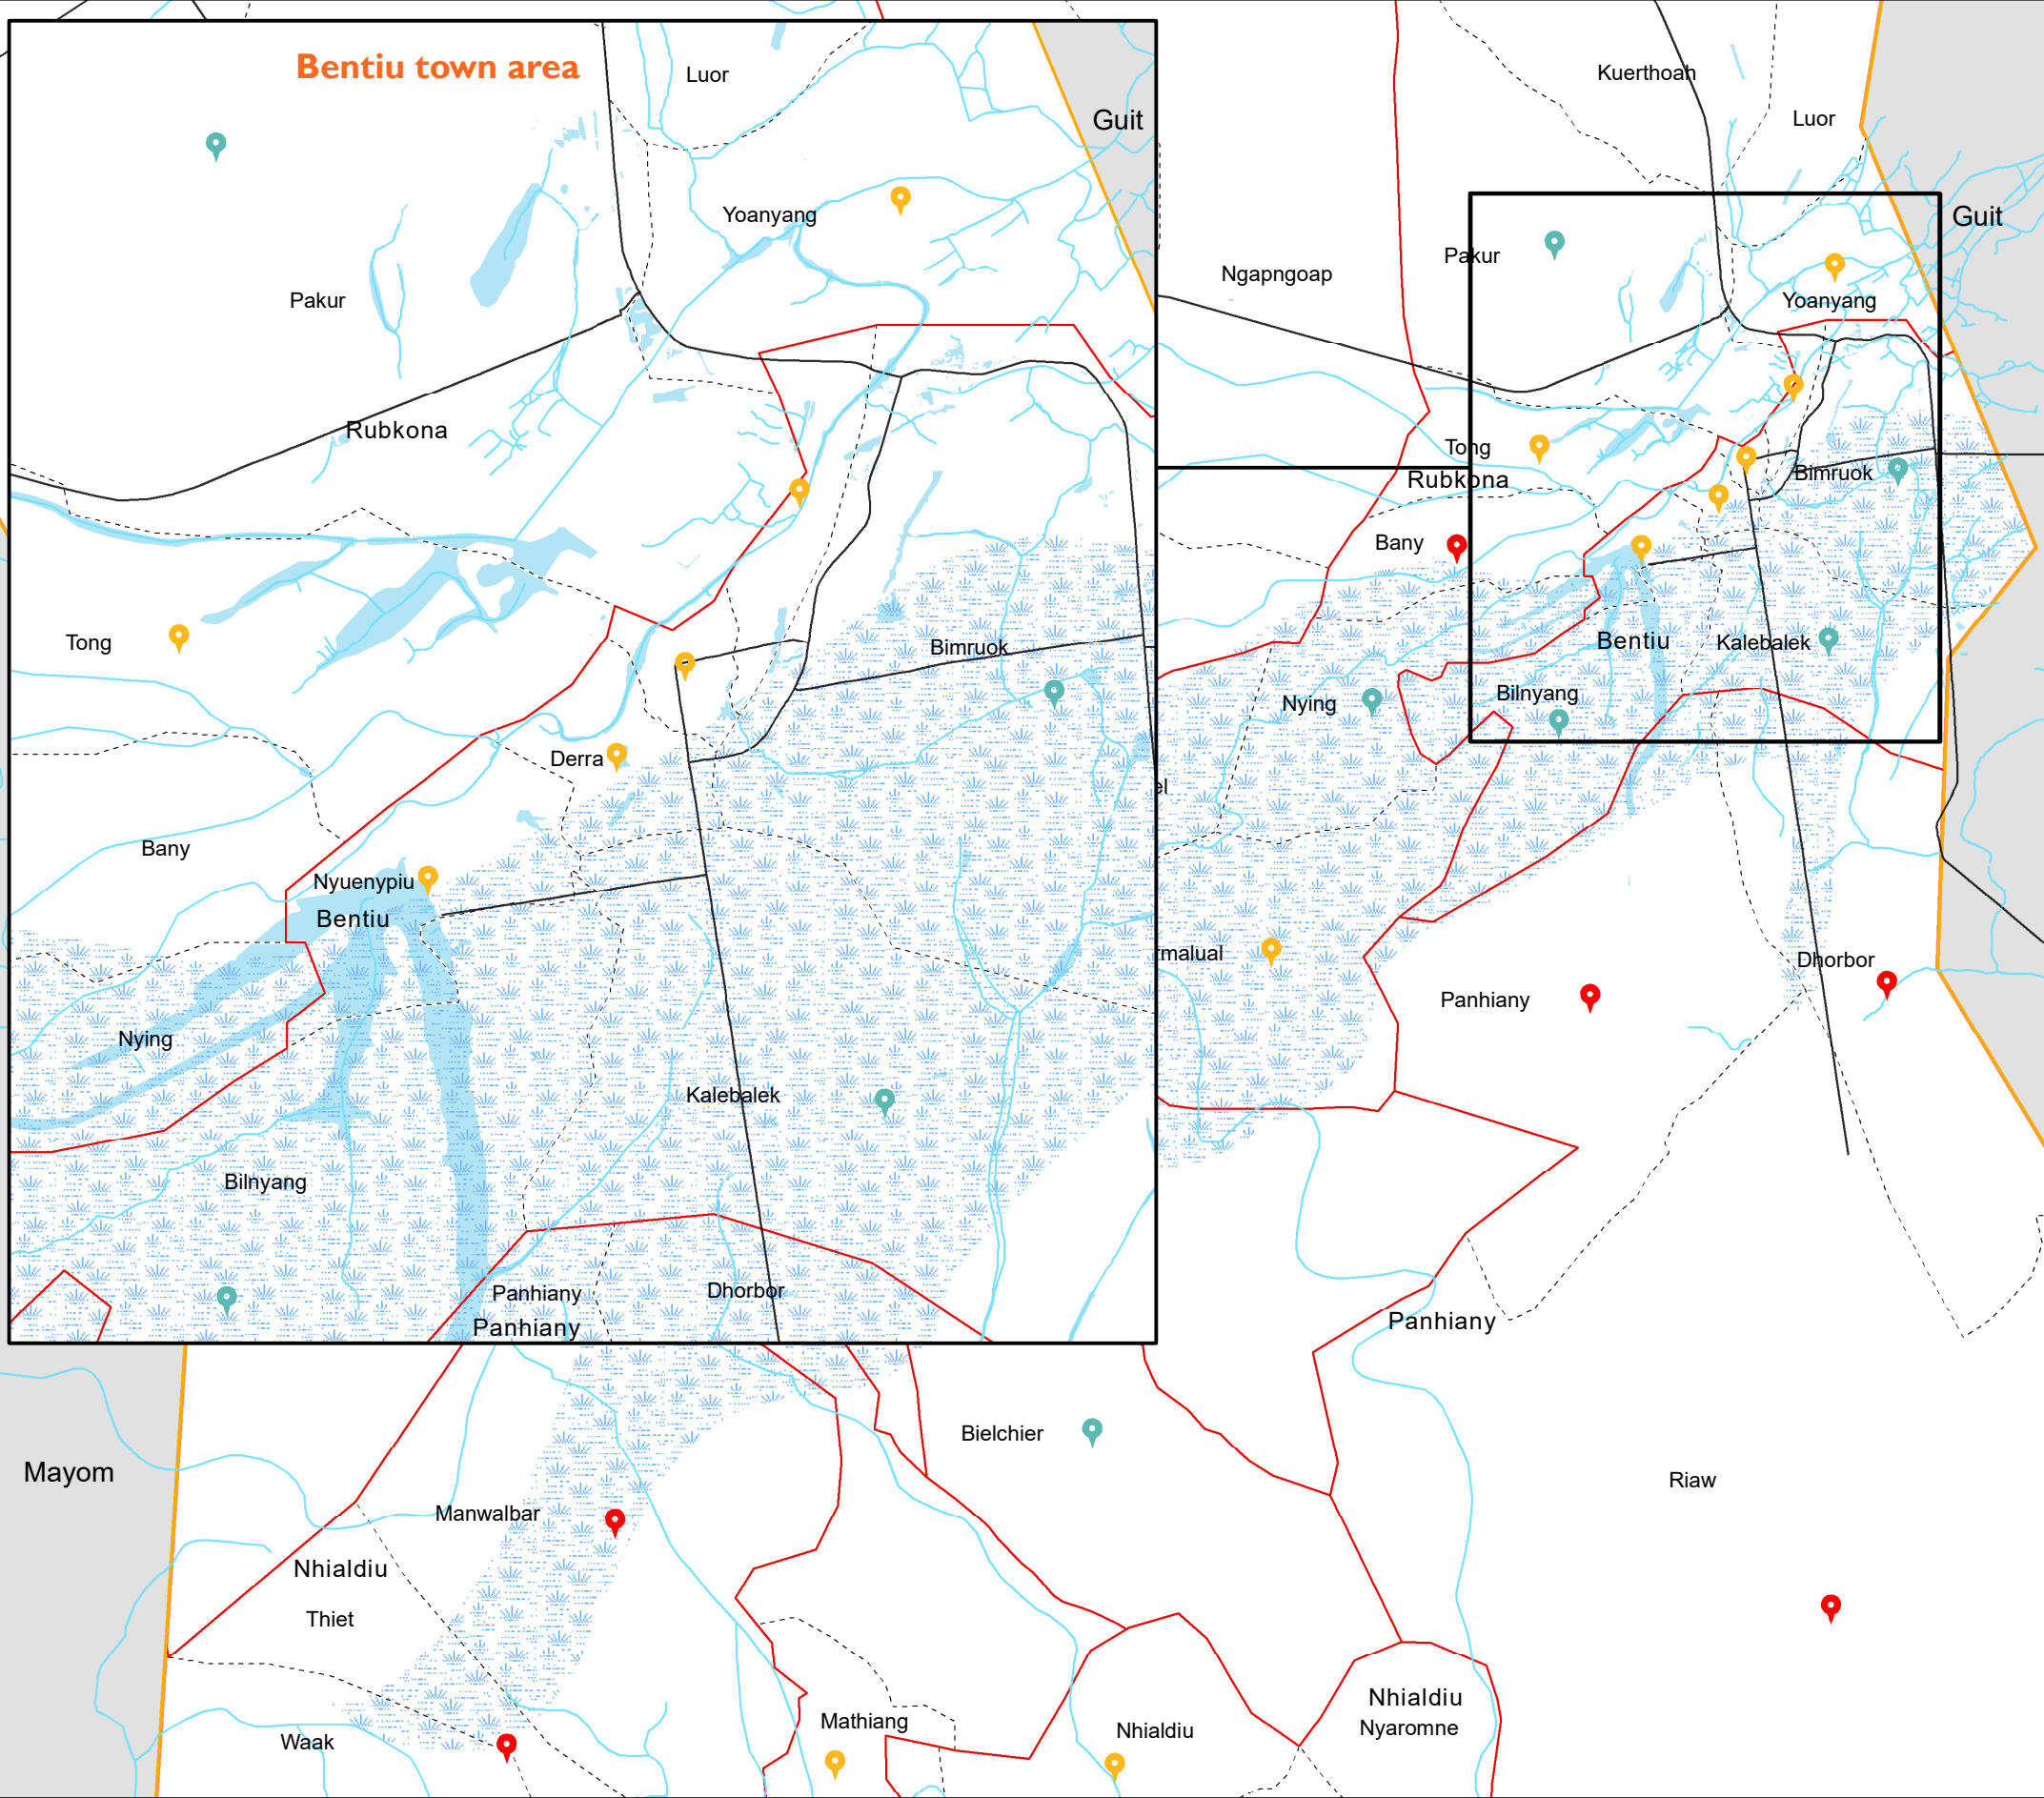 Bentiu town area
Luor
Guit
Yoanyang
Pakur
Rubkona
Tong
Bimruok
Derra
Bany
Nyuenypiu
Bentiu
Nying
Kalebalek
Bilnyang
Panhiany
Dhorbor
Panhiany
Kuerthoah
Luor
Guit
Pakur
Ngapngoap
Yoanyang
Tong
Rubkona
Bimruok
Bany
Bentiu
Kalebalek
Bilnyang
Nying
el
malual
Dhorbor
Panhiany
Panhiany
Bielchier
Mayom
Riaw
Manwalbar
Nhialdiu
Thiet
Nhialdiu
Mathiang
Nyaromne
Nhialdiu
Waak